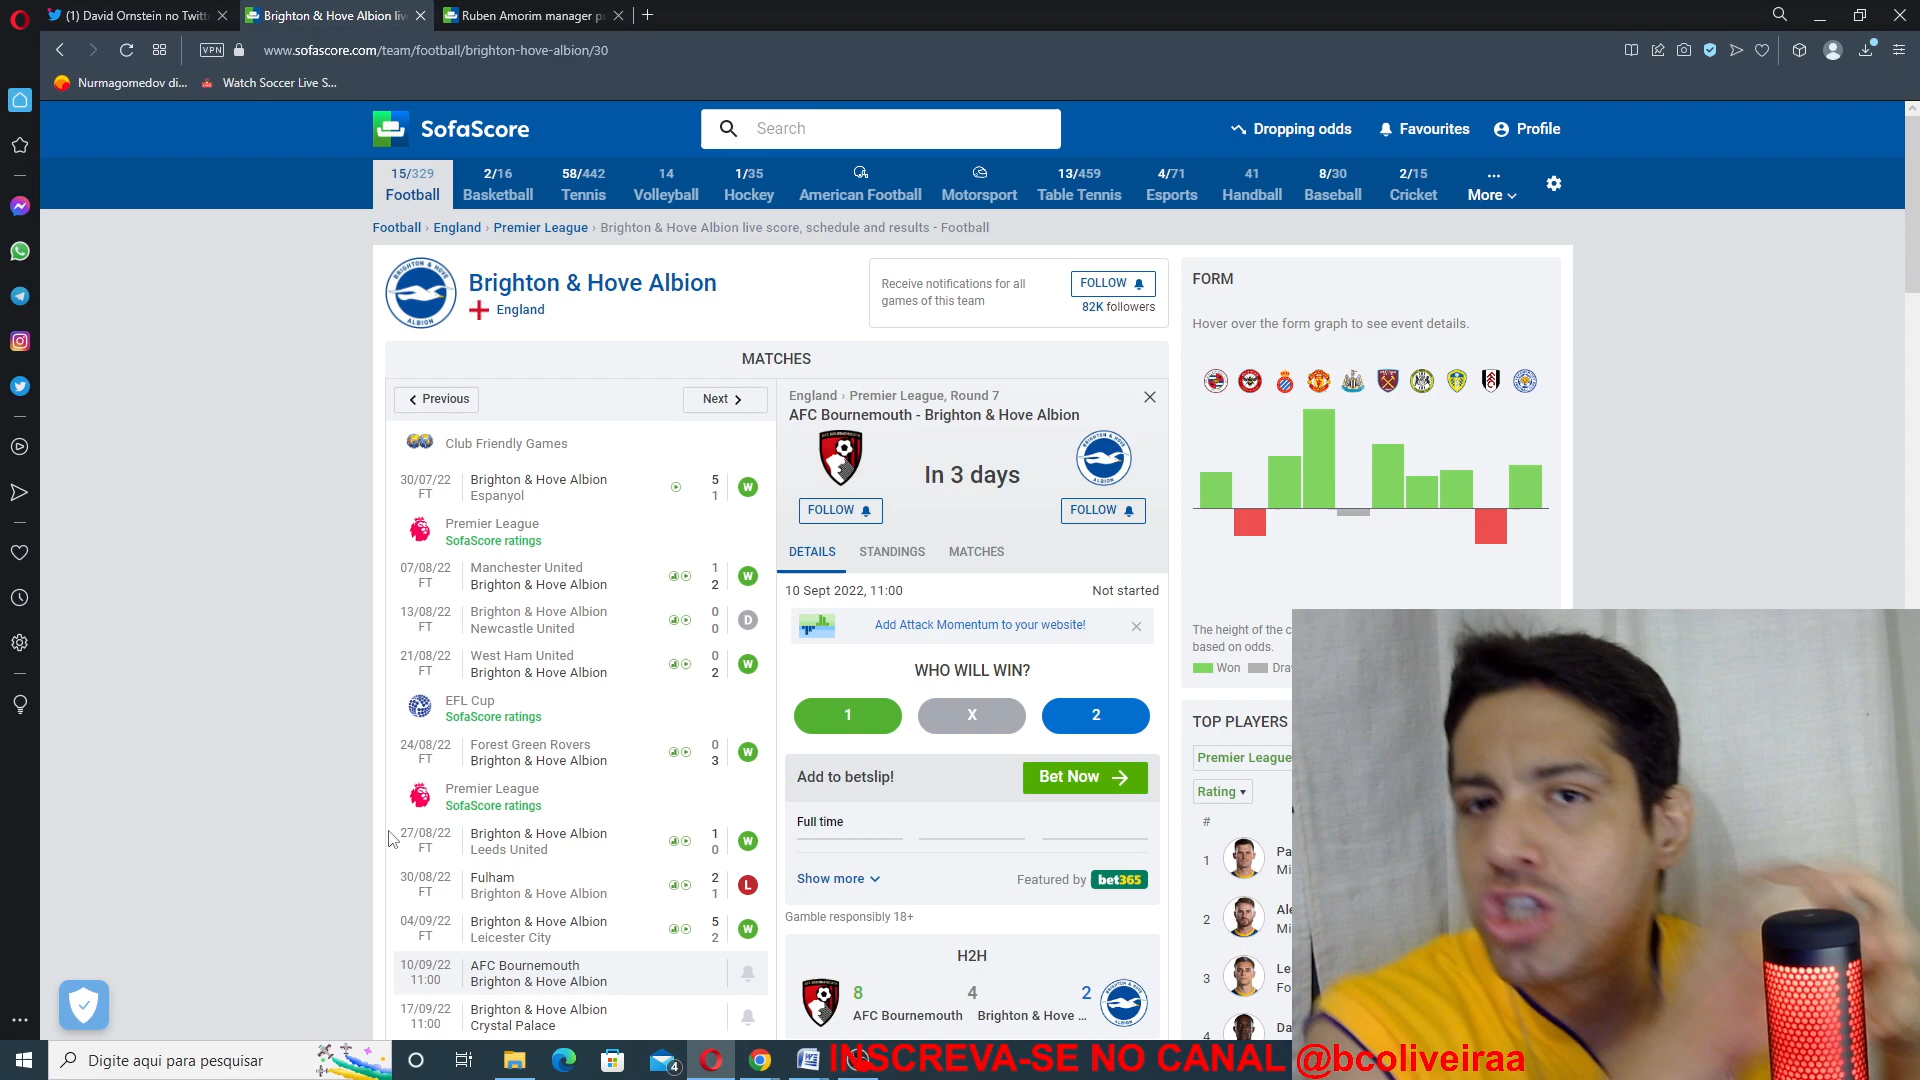 (1) David Ornstein no Twitt
Brighton & Hove Albion liv
Ruben Amorim manager p
VPN
www.sofascore.com/team/football/brighton-hove-albion/30
Nurmagomedov di...
Watch Soccer Live S...
SofaScore
Search
Dropping odds
Favourites
Profile
15/329
Football
2/16
Basketball
58/442
Tennis
14
Volleyball
1/35
Hockey
American Football
Motorsport
13/459
Table Tennis
4/71
Esports
41
Handball
8/30
Baseball
2/15
Cricket
More
Football › England › Premier League › Brighton & Hove Albion live score, schedule and results - Football
Brighton & Hove Albion
England
Receive notifications for all
games of this team
FOLLOW
82K followers
MATCHES
Previous
Next
Club Friendly Games
30/07/22
FT
Brighton & Hove Albion
Espanyol
5
1
W
Premier League
SofaScore ratings
07/08/22
FT
Manchester United
Brighton & Hove Albion
1
2
W
13/08/22
FT
Brighton & Hove Albion
Newcastle United
0
0
D
21/08/22
FT
West Ham United
Brighton & Hove Albion
0
2
W
EFL Cup
SofaScore ratings
24/08/22
FT
Forest Green Rovers
Brighton & Hove Albion
0
3
W
Premier League
SofaScore ratings
27/08/22
FT
Brighton & Hove Albion
Leeds United
1
0
W
30/08/22
FT
Fulham
Brighton & Hove Albion
2
1
L
04/09/22
FT
Brighton & Hove Albion
Leicester City
5
2
W
10/09/22
11:00
AFC Bournemouth
Brighton & Hove Albion
17/09/22
11:00
Brighton & Hove Albion
Crystal Palace
England › Premier League, Round 7
AFC Bournemouth - Brighton & Hove Albion
In 3 days
FOLLOW
FOLLOW
DETAILS
STANDINGS
MATCHES
10 Sept 2022, 11:00
Not started
Add Attack Momentum to your website!
WHO WILL WIN?
1
X
2
Add to betslip!
Bet Now
Full time
Show more
Featured by bet365
Gamble responsibly 18+
H2H
8
4
2
AFC Bournemouth
Brighton & Hove ...
FORM
Hover over the form graph to see event details.
The height of the c
based on odds.
Won
Dra
TOP PLAYERS
Premier League
Rating
#
1
Pa
Mi
2
Ale
Mi
3
Le
Fo
4
Da
Digite aqui para pesquisar
4
INSCREVA-SE NO CANAL @bcoliveiraa